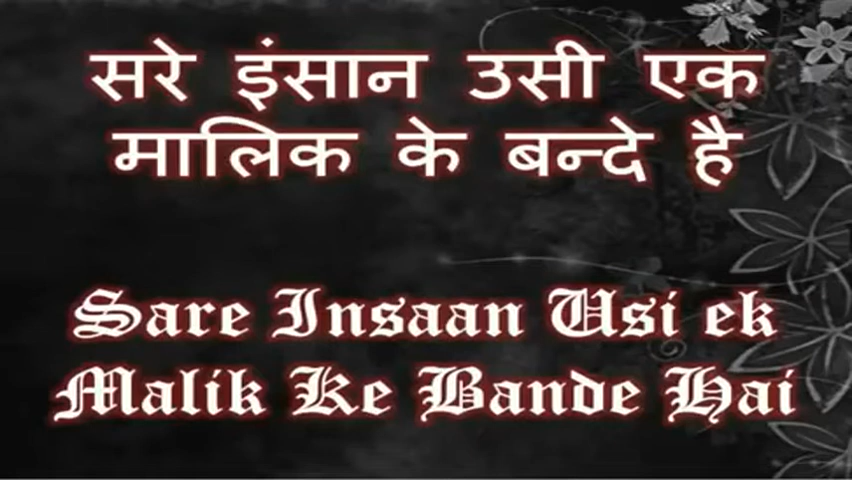 सरे इंसान उसी एक
मालिक के बन्दे है
Sare Insaan Usi ek
Malik Ke Bande Hai